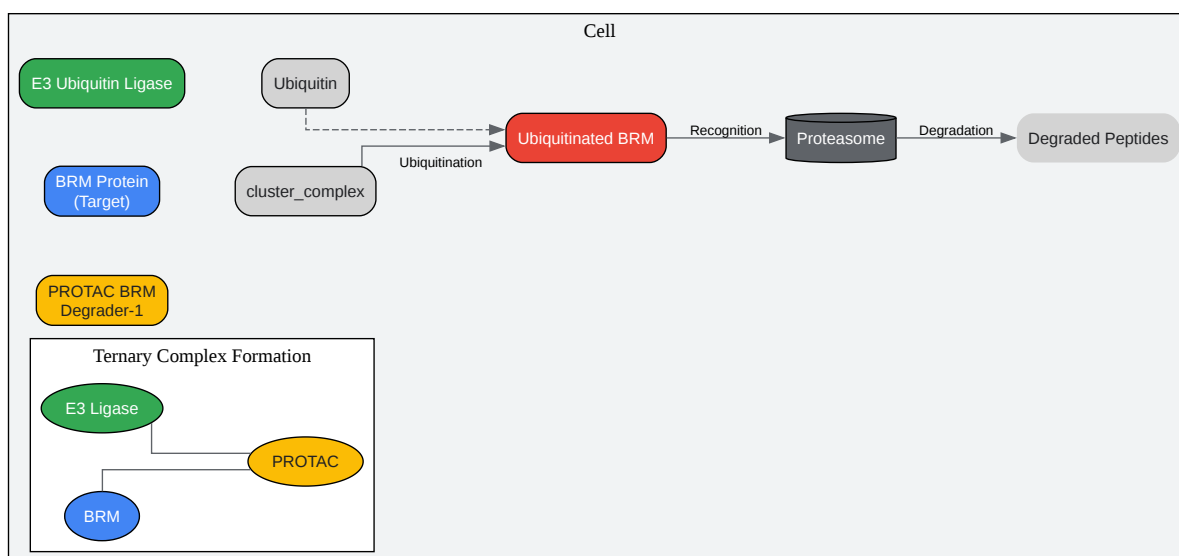 Cell
E3 Ubiquitin Ligase
Ubiquitin
Ubiquitinated BRM
Recognition
Proteasome
Degradation
Degraded Peptides
Ubiquitination
cluster_complex
BRM Protein
(Target)
PROTAC BRM
Degrader-1
Ternary Complex Formation
E3 Ligase
PROTAC
BRM